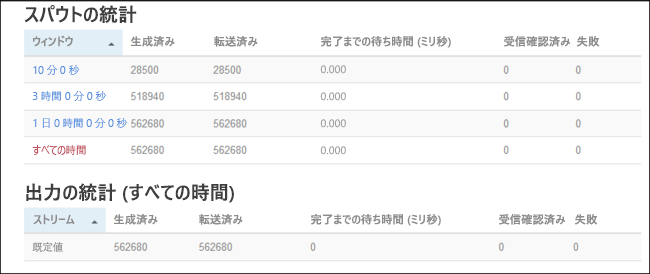 スパウトの統計
ウィンドウ 生成済み 転送済み 完了までの待ち時間 (ミリ秒) 受信確認済み 失敗
10 分 0 秒 28500 28500 0.000 0 0
3 時間 0 分 0 秒 518940 518940 0.000 0 0
1 日 0 時間 0 分 0 秒 562680 562680 0.000 0 0
すべての時間 562680 562680 0.000 0 0
出力の統計 (すべての時間)
ストリーム 生成済み 転送済み 完了までの待ち時間 (ミリ秒) 受信確認済み 失敗
既定値 562680 562680 0 0 0